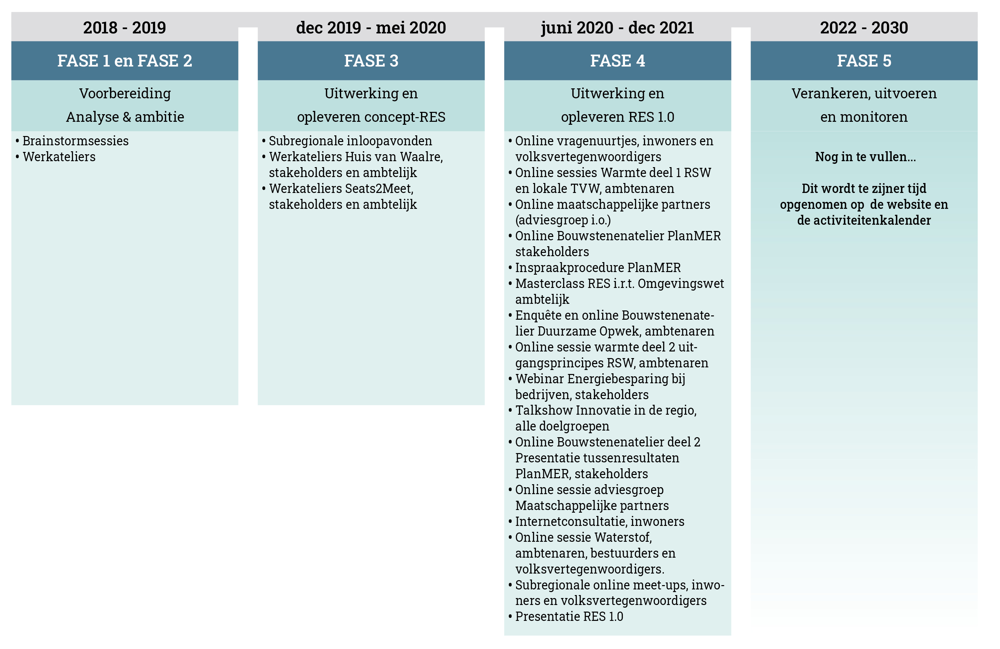 2018 - 2019
FASE 1 en FASE 2
Voorbereiding
Analyse & ambitie
• Brainstormsessies
• Werkateliers
dec 2019 - mei 2020
FASE 3
Uitwerking en
opleveren concept-RES
• Subregionale inloopavonden
• Werkateliers Huis van Waalre,
stakeholders en ambtelijk
• Werkateliers Seats2Meet,
stakeholders en ambtelijk
juni 2020 - dec 2021
FASE 4
Uitwerking en
opleveren RES 1.0
• Online vragenuurtjes, inwoners en
volksvertegenwoordigers
• Online sessies Warmte deel 1 RSW
en lokale TVW, ambtenaren
• Online maatschappelijke partners
(adviesgroep i.o.)
• Online Bouwstenenatelier PlanMER
stakeholders
• Inspraakprocedure PlanMER
• Masterclass RES i.r.t. Omgevingswet
ambtelijk
• Enquête en online Bouwstenenate-
lier Duurzame Opwek, ambtenaren
• Online sessie warmte deel 2 uit-
gangsprincipes RSW, ambtenaren
• Webinar Energiebesparing bij
bedrijven, stakeholders
• Talkshow Innovatie in de regio,
alle doelgroepen
• Online Bouwstenenatelier deel 2
Presentatie tussenresultaten
PlanMER, stakeholders
• Online sessie adviesgroep
Maatschappelijke partners
• Internetconsultatie, inwoners
• Online sessie Waterstof,
ambtenaren, bestuurders en
volksvertegenwoordigers.
• Subregionale online meet-ups, inwo-
ners en volksvertegenwoordigers
• Presentatie RES 1.0
2022 - 2030
FASE 5
Verankeren, uitvoeren
en monitoren
Nog in te vullen...
Dit wordt te zijner tijd
opgenomen op  de website en
de activiteitenkalender